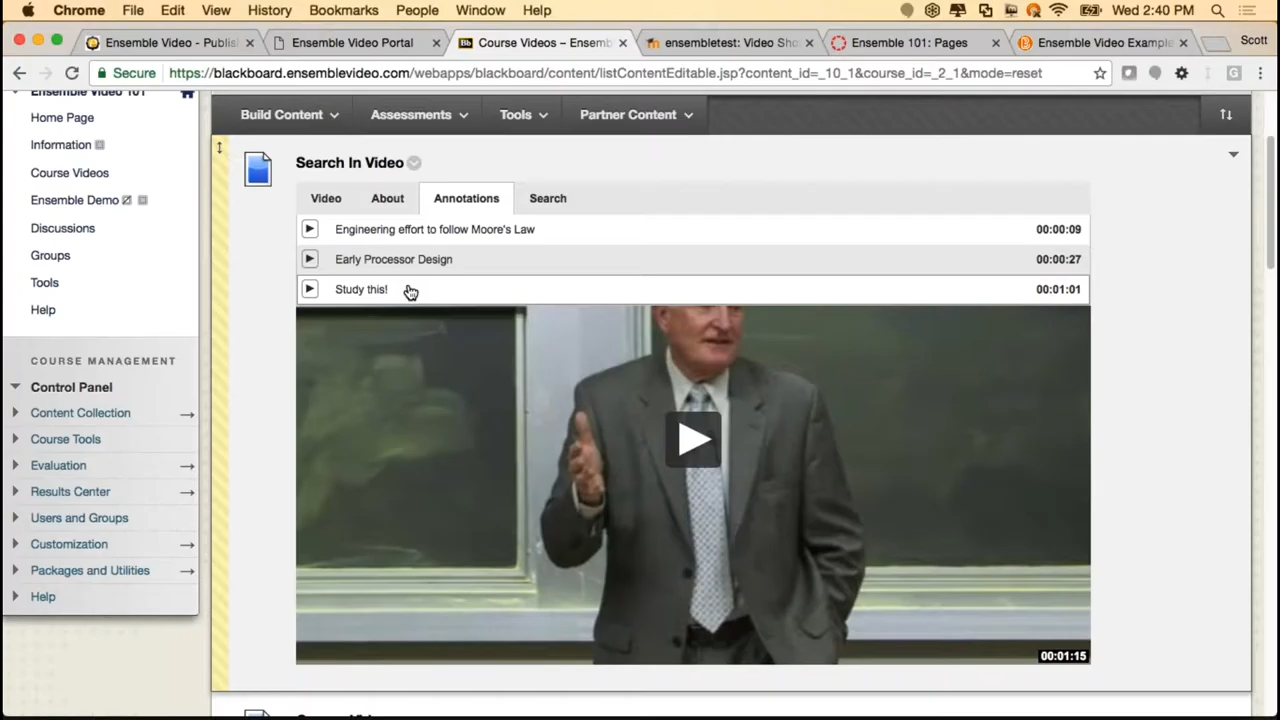 Chrome File Edit View History Bookmarks People Window Help Wed 2:40 PM
Ensemble Video - Publis Ensemble Video Portal Course Videos – Ensemb ensembletest: Video Sho Ensemble 101: Pages Ensemble Video Example Scott
Secure https://blackboard.ensemblevideo.com/webapps/blackboard/content/listContentEditable.jsp?content_id=_10_1&course_id=_2_1&mode=reset
Ensemble Video 101
Home Page
Information
Course Videos
Ensemble Demo
Discussions
Groups
Tools
Help
COURSE MANAGEMENT
Control Panel
Content Collection
Course Tools
Evaluation
Results Center
Users and Groups
Customization
Packages and Utilities
Help
Build Content Assessments Tools Partner Content
Search In Video
Video About Annotations Search
Engineering effort to follow Moore's Law 00:00:09
Early Processor Design 00:00:27
Study this! 00:01:01
00:01:15